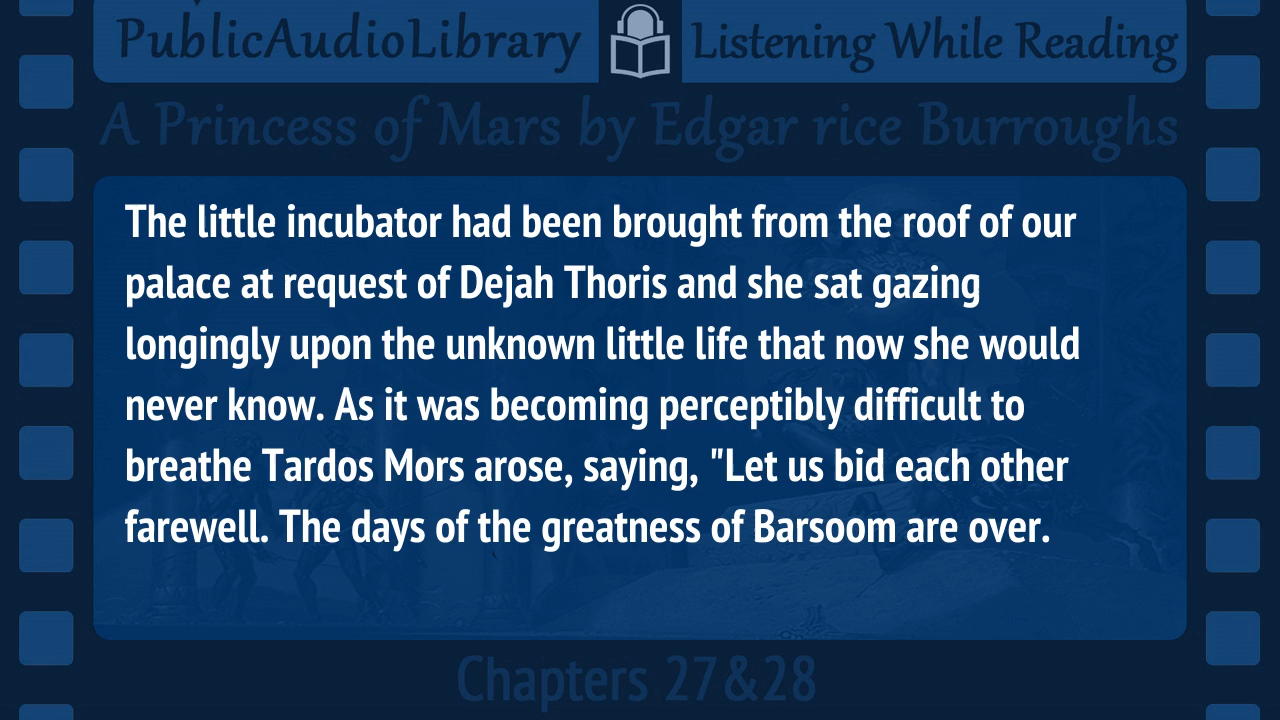 PublicAudioLibrary Listening While Reading
A Princess of Mars by Edgar rice Burroughs
The little incubator had been brought from the roof of our
palace at request of Dejah Thoris and she sat gazing
longingly upon the unknown little life that now she would
never know. As it was becoming perceptibly difficult to
breathe Tardos Mors arose, saying, "Let us bid each other
farewell. The days of the greatness of Barsoom are over.
Chapters 27&28